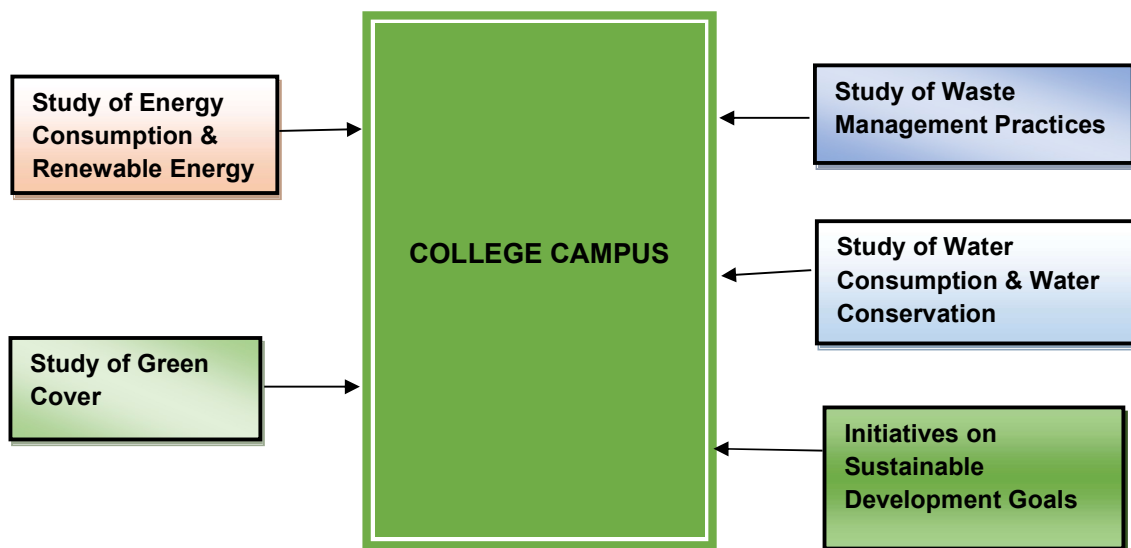 Study of Energy
Consumption &
Renewable Energy
Study of Green
Cover
COLLEGE CAMPUS
Study of Waste
Management Practices
Study of Water
Consumption & Water
Conservation
Initiatives on
Sustainable
Development Goals